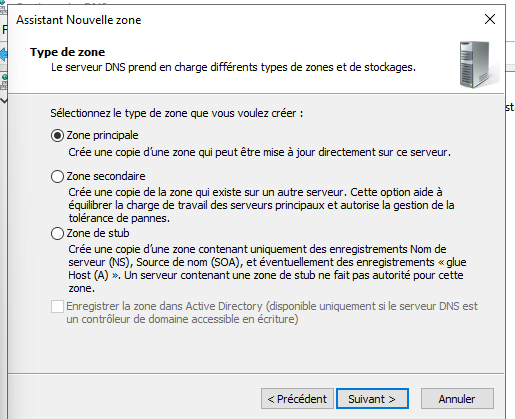 Assistant Nouvelle zone
Type de zone
Le serveur DNS prend en charge différents types de zones et de stockages.
Sélectionnez le type de zone que vous voulez créer :
Zone principale
Crée une copie d'une zone qui peut être mise à jour directement sur ce serveur.
Zone secondaire
Crée une copie de la zone qui existe sur un autre serveur. Cette option aide à
équilibrer la charge de travail des serveurs principaux et autorise la gestion de la
tolérance de pannes.
Zone de stub
Crée une copie d'une zone contenant uniquement des enregistrements Nom de
serveur (NS), Source de nom (SOA), et éventuellement des enregistrements « glue
Host (A) ». Un serveur contenant une zone de stub ne fait pas autorité pour cette
zone.
Enregistrer la zone dans Active Directory (disponible uniquement si le serveur DNS est
un contrôleur de domaine accessible en écriture)
< Précédent
Suivant >
Annuler